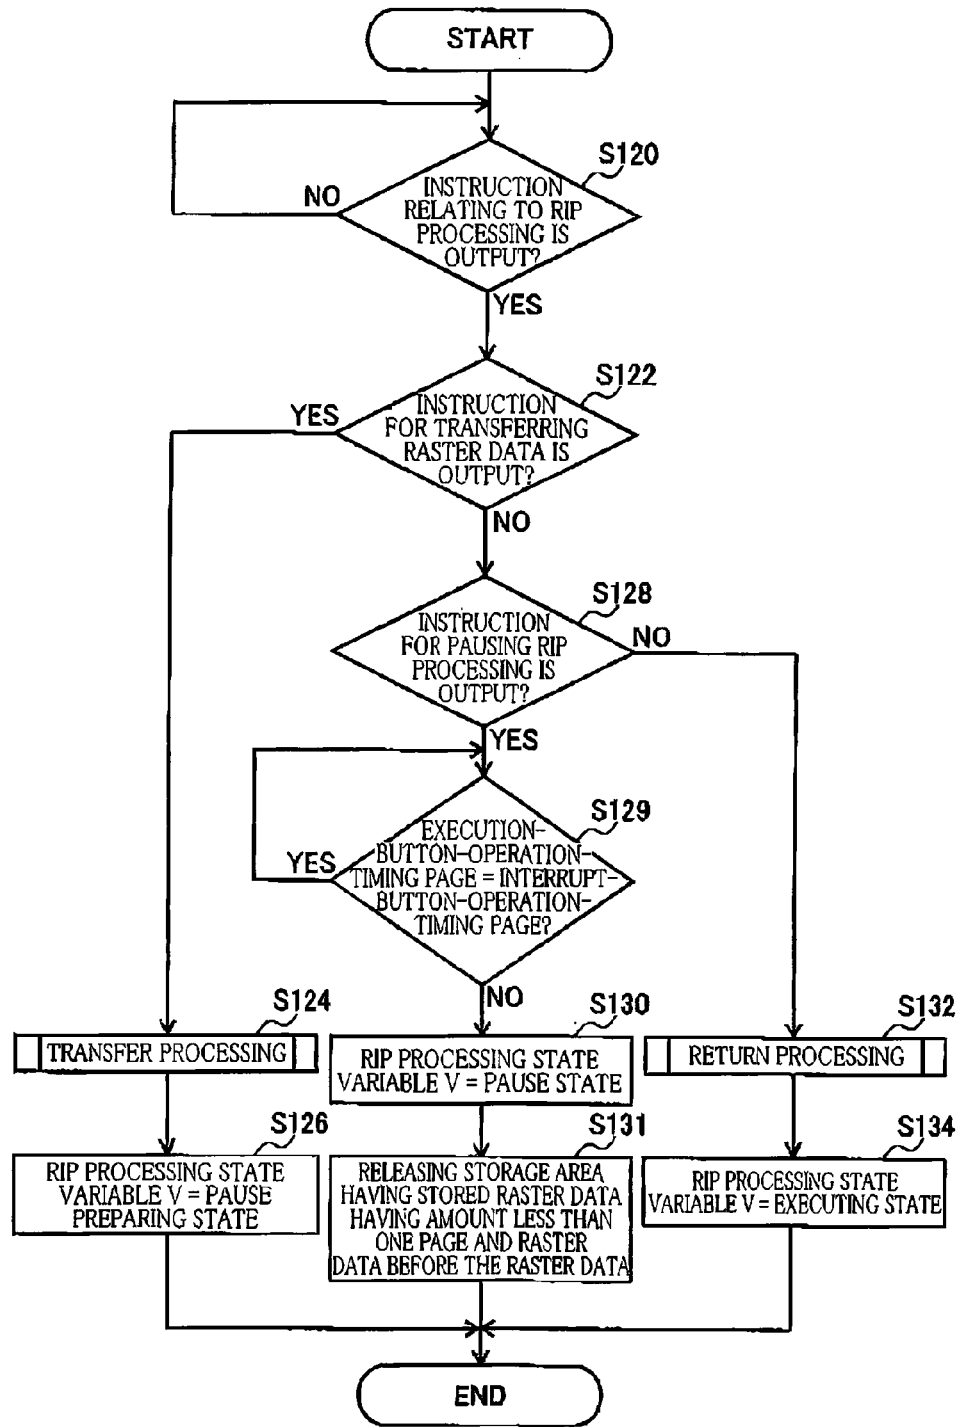 START
S120
NO
INSTRUCTION
RELATING TO RIP
PROCESSING IS
OUTPUT?
YES
S122
YES
INSTRUCTION
FOR TRANSFERRING
RASTER DATA IS
OUTPUT?
NO
S128
INSTRUCTION
FOR PAUSING RIP
PROCESSING IS
OUTPUT?
NO
YES
S129
YES
EXECUTION-
BUTTON-OPERATION-
TIMING PAGE = INTERRUPT-
BUTTON-OPERATION-
TIMING PAGE?
NO
S124
TRANSFER PROCESSING
S130
RIP PROCESSING STATE
VARIABLE V = PAUSE STATE
S132
RETURN PROCESSING
S126
RIP PROCESSING STATE
VARIABLE V = PAUSE
PREPARING STATE
S131
RELEASING STORAGE AREA
HAVING STORED RASTER DATA
HAVING AMOUNT LESS THAN
ONE PAGE AND RASTER
DATA BEFORE THE RASTER DATA
S134
RIP PROCESSING STATE
VARIABLE V = EXECUTING STATE
END